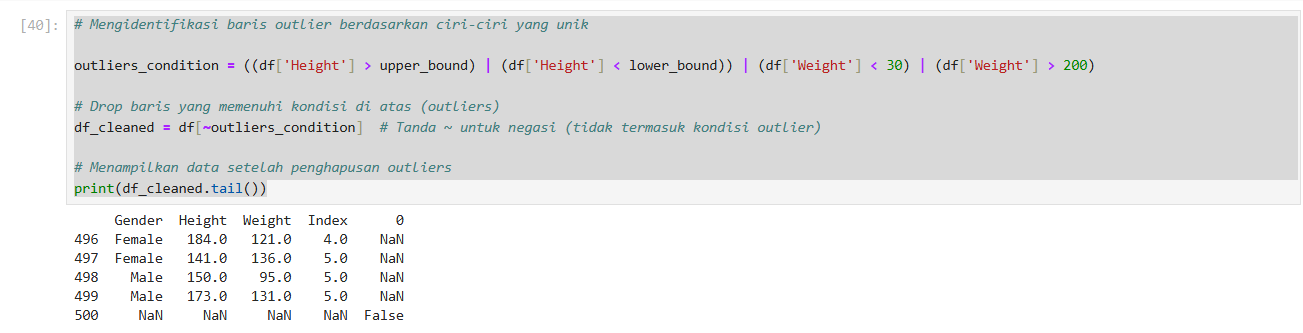 [40]: # Mengidentifikasi baris outlier berdasarkan ciri-ciri yang unik
outliers_condition = ((df['Height'] > upper_bound) | (df['Height'] < lower_bound)) | (df['Weight'] < 30) | (df['Weight'] > 200)
# Drop baris yang memenuhi kondisi di atas (outliers)
df_cleaned = df[~outliers_condition]  # Tanda ~ untuk negasi (tidak termasuk kondisi outlier)
# Menampilkan data setelah penghapusan outliers
print(df_cleaned.tail())
Gender Height Weight Index 0
496 Female 184.0 121.0 4.0 NaN
497 Female 141.0 136.0 5.0 NaN
498 Male 150.0 95.0 5.0 NaN
499 Male 173.0 131.0 5.0 NaN
500 NaN NaN NaN NaN False